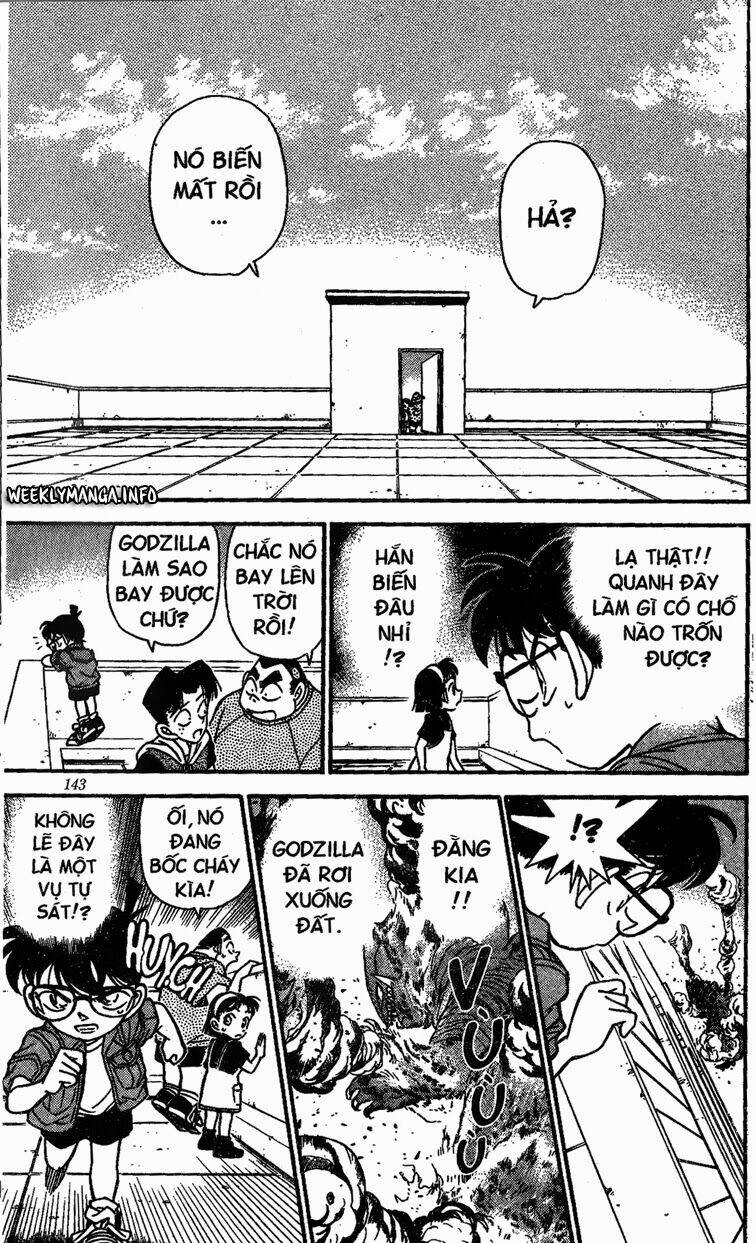 HẢ?
NÓ BIẾN
MẤT RỒI
...
WEEKLYMANGA.INFO
LẠ THẬT!!
QUANH ĐÂY
LÀM GÌ CÓ CHỖ
NÀO TRỐN
ĐƯỢC?
HẮN
BIẾN
ĐÂU
NHỈ
!?
CHẮC NÓ
BAY LÊN
TRỜI
RỒI!
GODZILLA
LÀM SAO
BAY ĐƯỢC
CHỨ?
143
!?
ĐẰNG
KIA
!!
GODZILLA
ĐÃ RƠI
XUỐNG
ĐẤT.
VÙÙÙÙ
ỐI, NÓ
ĐANG
BỐC CHÁY
KÌA!
KHÔNG
LẼ ĐÂY
LÀ MỘT
VỤ TỰ
SÁT!?
HUỴCH